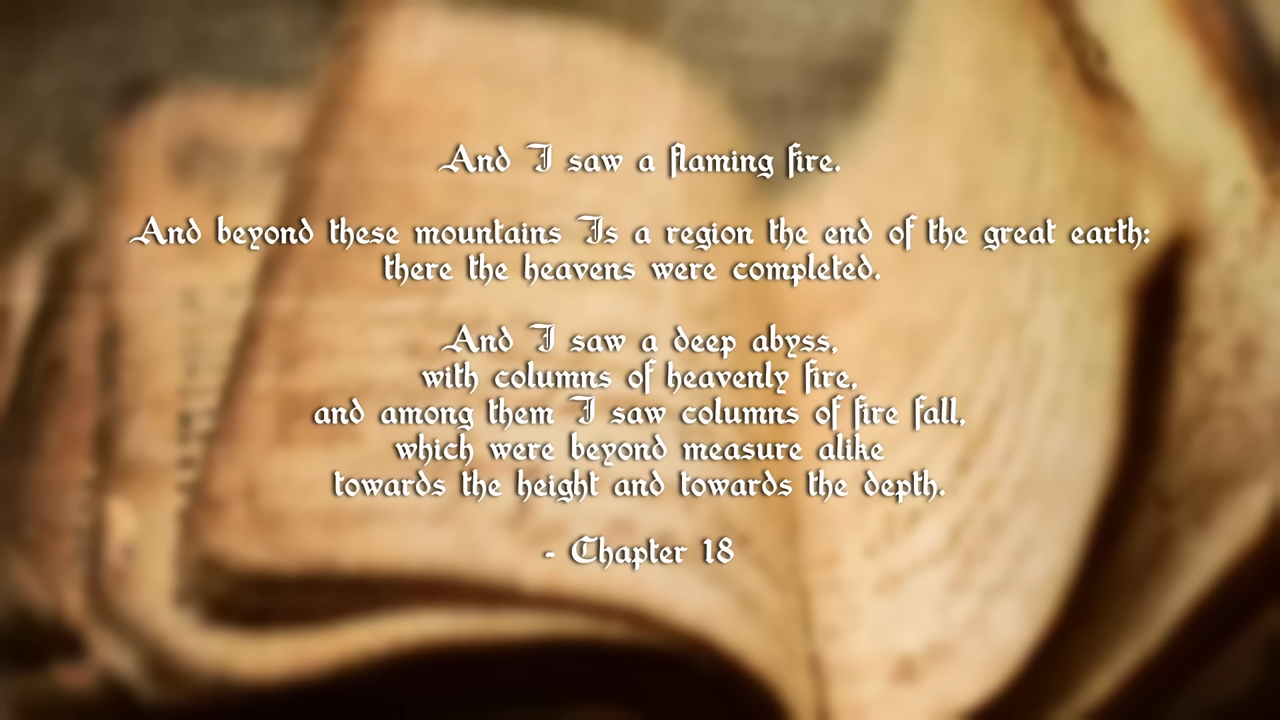 And I saw a flaming fire.
And beyond these mountains Is a region the end of the great earth:
there the heavens were completed.
And I saw a deep abyss,
with columns of heavenly fire,
and among them I saw columns of fire fall,
which were beyond measure alike
towards the height and towards the depth.
- Chapter 18